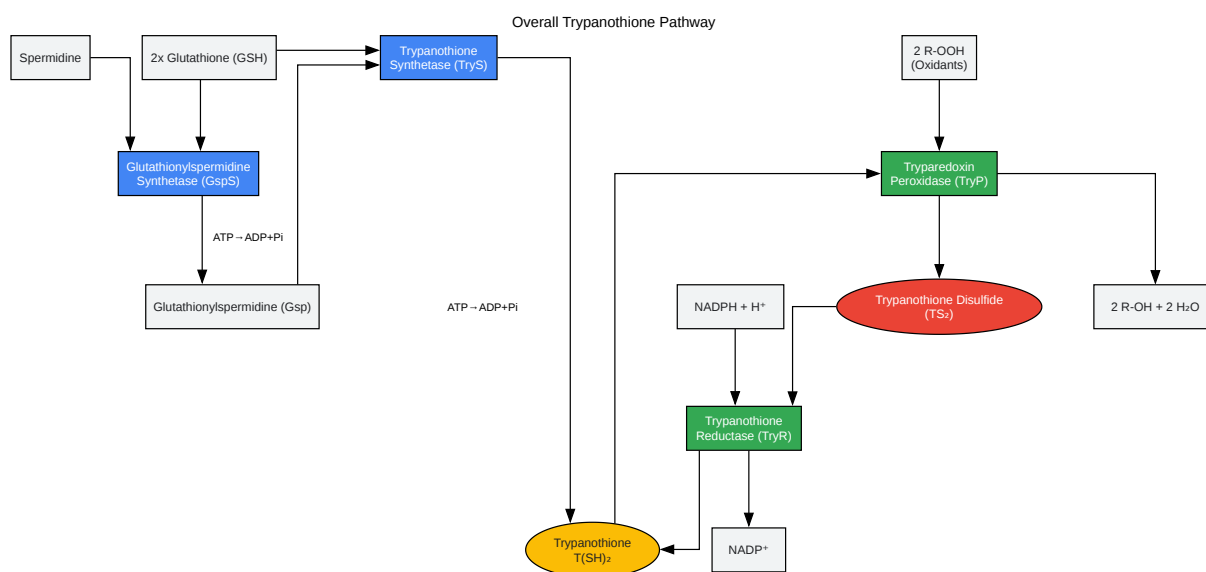 Overall Trypanothione Pathway
Spermidine
2x Glutathione (GSH)
Trypanothione
Synthetase (TryS)
2 R-OOH
(Oxidants)
Glutathionylspermidine
Synthetase (GspS)
Tryparedoxin
Peroxidase (TryP)
ATP→ADP+Pi
Glutathionylspermidine (Gsp)
ATP→ADP+Pi
NADPH + H⁺
Trypanothione Disulfide
(TS₂)
2 R-OH + 2 H₂O
Trypanothione
Reductase (TryR)
Trypanothione
T(SH)₂
NADP⁺